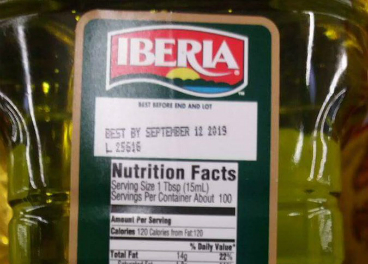 IBERIA
BEST BEFORE END AND LOT
BEST BY SEPTEMBER 12 2019
L 25616
Nutrition Facts
Serving Size 1 Tbsp (15mL)
Servings Per Container About 100
Amount Per Serving
Calories 120 Calories from Fat 120
% Daily Value*
Total Fat 14g 22%